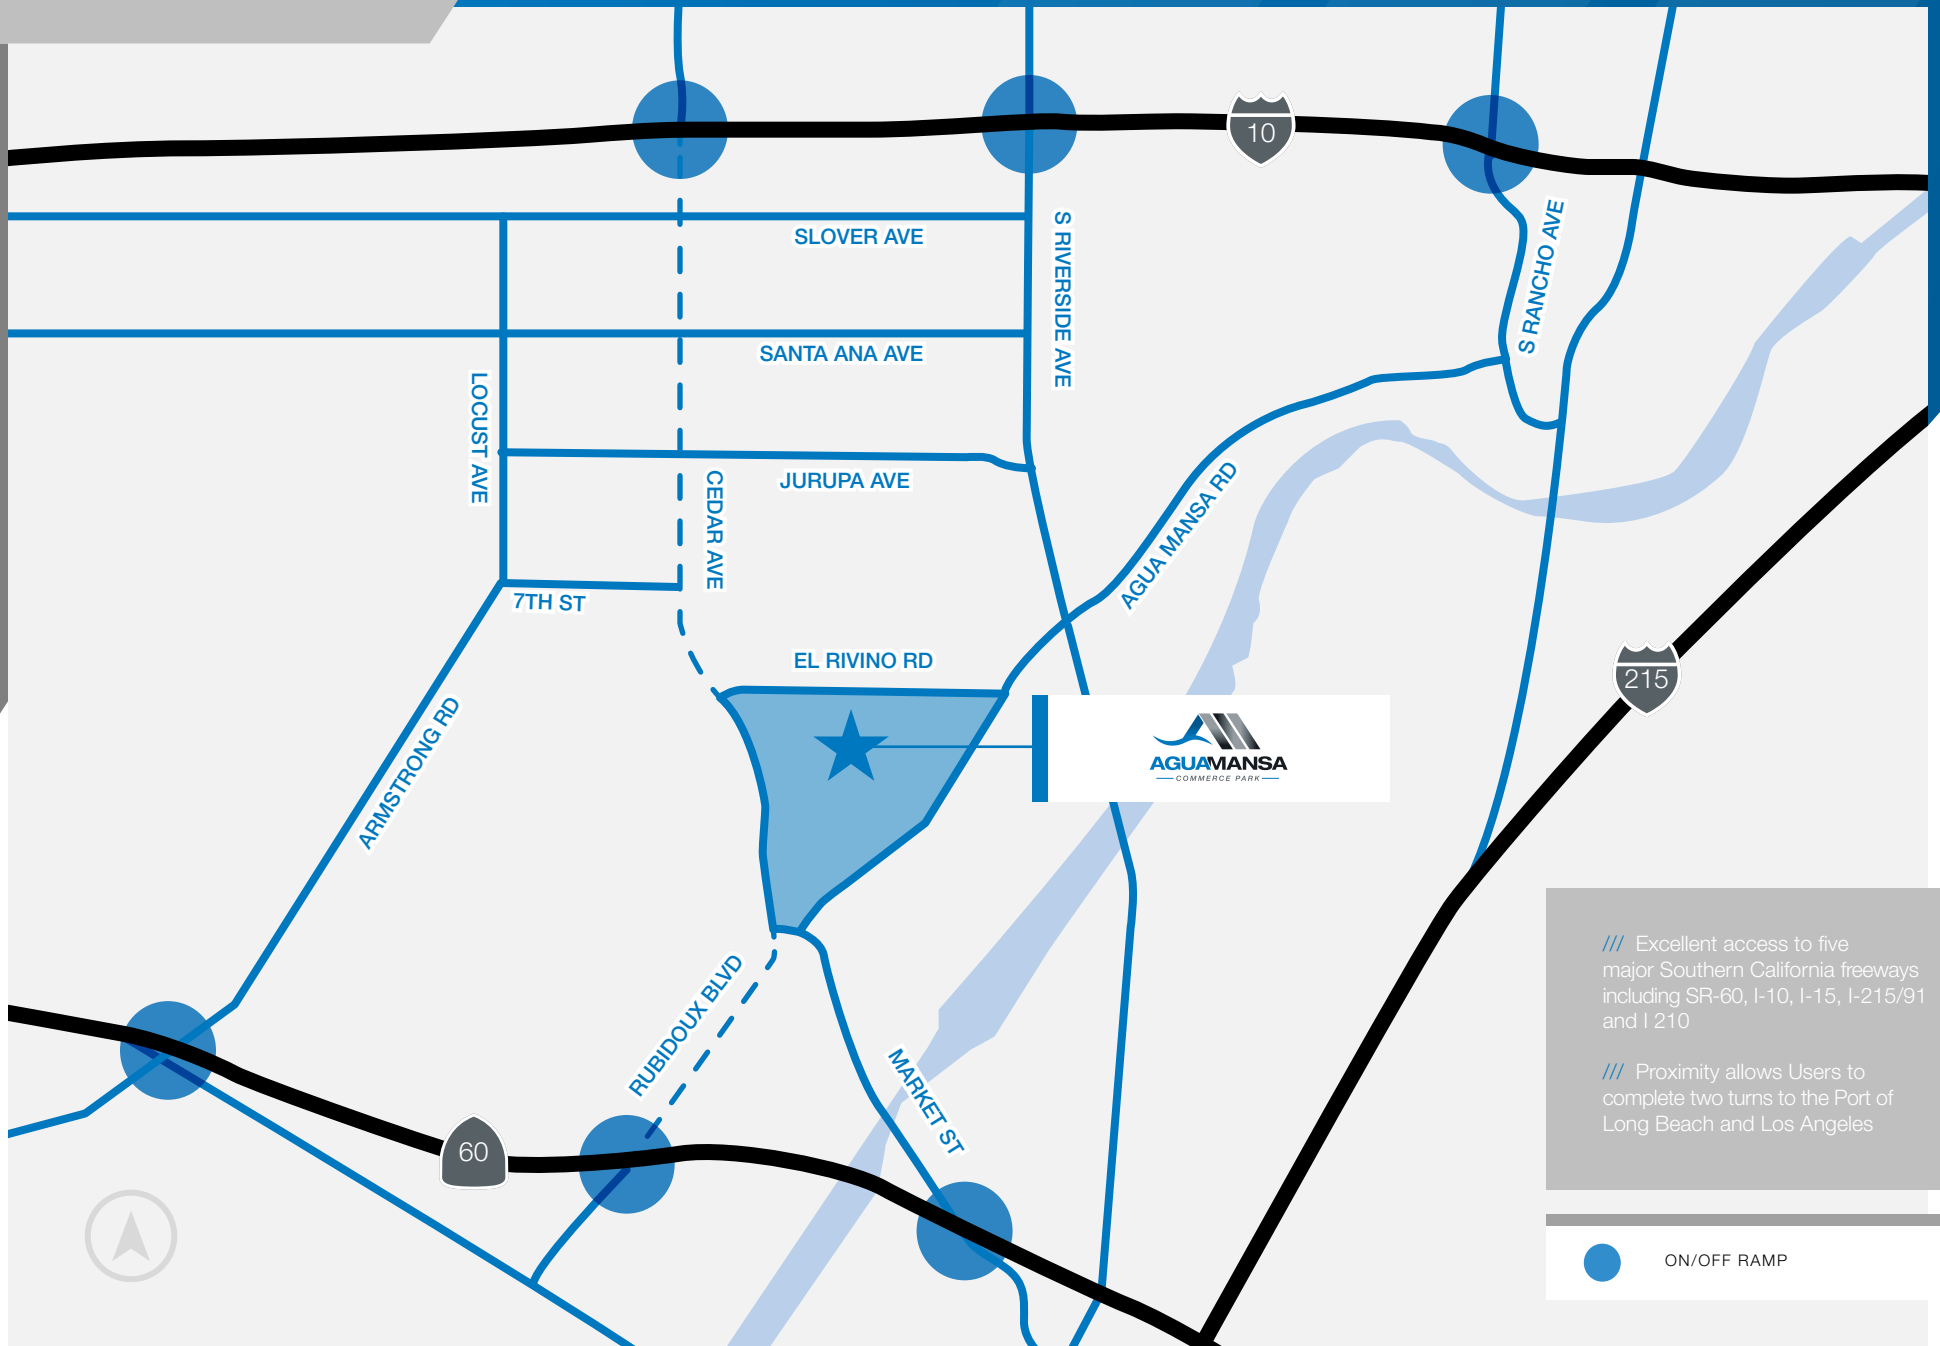 10
SLOVER AVE
S RIVERSIDE AVE
S RANCHO AVE
SANTA ANA AVE
LOCUST AVE
JURUPA AVE
CEDAR AVE
AGUA MANSA RD
7TH ST
EL RIVINO RD
215
ARMSTRONG RD
AGUAMANSA
COMMERCE PARK
/// Excellent access to five
major Southern California freeways
including SR-60, I-10, I-15, I-215/91
and I 210
RUBIDOUX BLVD
MARKET ST
/// Proximity allows Users to
complete two turns to the Port of
Long Beach and Los Angeles
60
ON/OFF RAMP